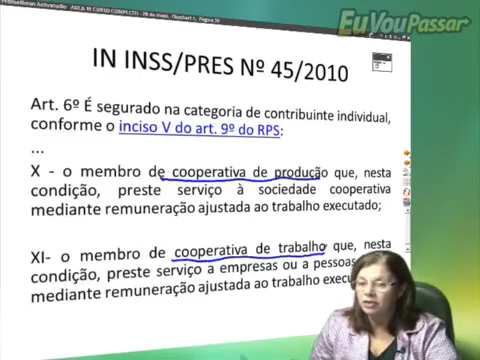 EuVouPassar
IN INSS/PRES Nº 45/2010
Art. 6º É segurado na categoria de contribuinte individual,
conforme o inciso V do art. 9º do RPS:
...
X - o membro de cooperativa de produção que, nesta
condição, preste serviço à sociedade cooperativa
mediante remuneração ajustada ao trabalho executado;
XI- o membro de cooperativa de trabalho que, nesta
condição, preste serviço a empresas ou a pessoas
mediante remuneração ajustada ao trabalho